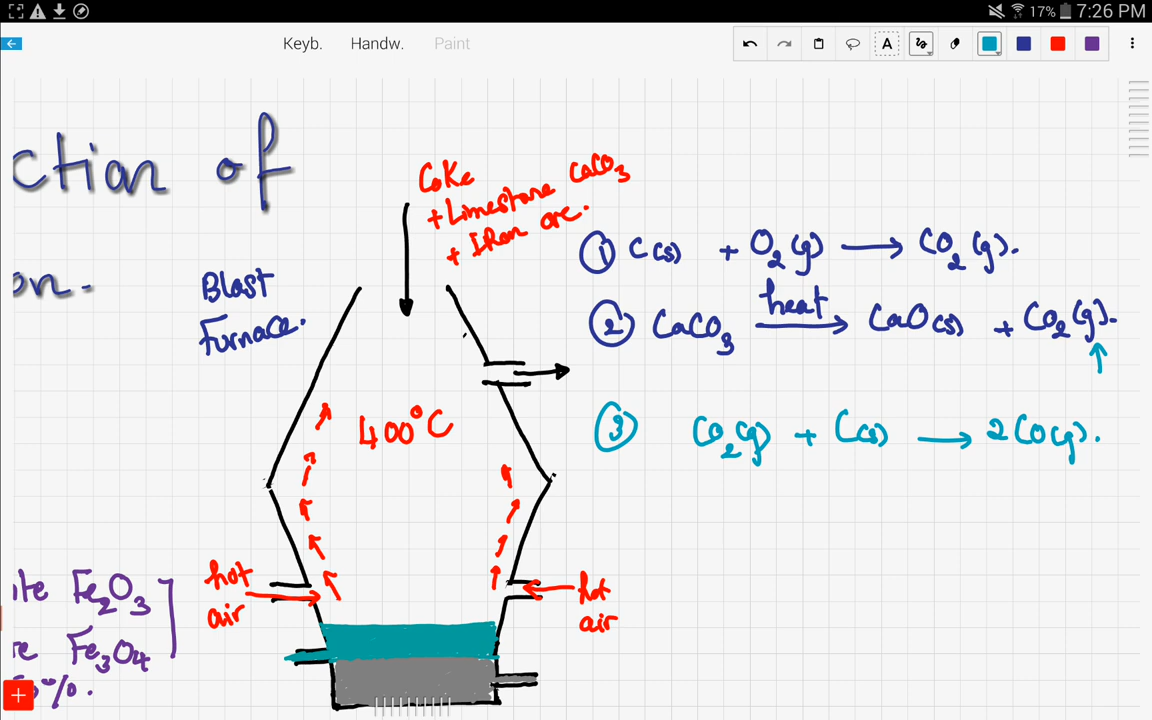 17% 7:26 PM
Keyb. Handw. Paint
A
ction of
on.
Coke CaCO3
+ Limestone
+ Iron ore.
Blast
Furnace.
① C(s) + O2(g) → CO2(g).
② CaCO3 heat→ CaO(s) + CO2(g).
↑
③ CO2(g) + C(s) → 2CO(g).
400°C
hot
air
hot
air
ite Fe2O3
re Fe3O4
%.
+